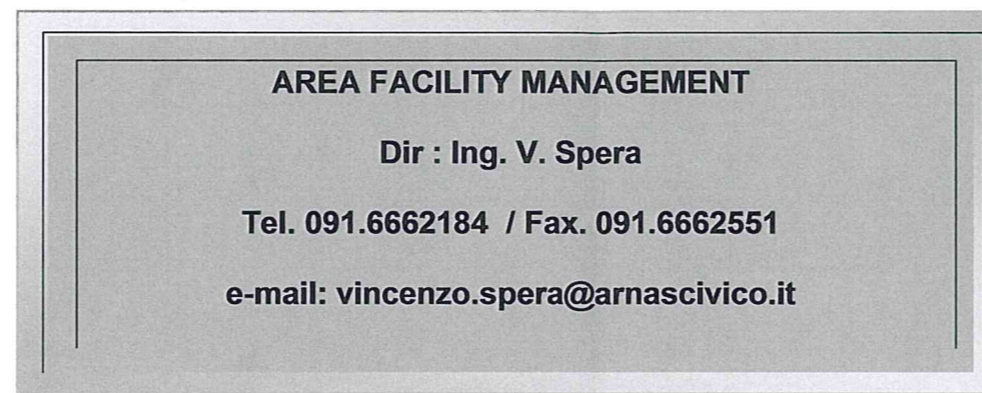 AREA FACILITY MANAGEMENT
Dir : Ing. V. Spera
Tel. 091.6662184 / Fax. 091.6662551
e-mail: vincenzo.spera@arnascivico.it